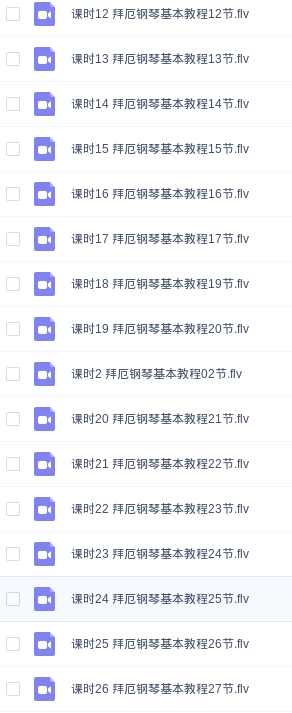 课时12 拜厄钢琴基本教程12节.flv
课时13 拜厄钢琴基本教程13节.flv
课时14 拜厄钢琴基本教程14节.flv
课时15 拜厄钢琴基本教程15节.flv
课时16 拜厄钢琴基本教程16节.flv
课时17 拜厄钢琴基本教程17节.flv
课时18 拜厄钢琴基本教程19节.flv
课时19 拜厄钢琴基本教程20节.flv
课时2 拜厄钢琴基本教程02节.flv
课时20 拜厄钢琴基本教程21节.flv
课时21 拜厄钢琴基本教程22节.flv
课时22 拜厄钢琴基本教程23节.flv
课时23 拜厄钢琴基本教程24节.flv
课时24 拜厄钢琴基本教程25节.flv
课时25 拜厄钢琴基本教程26节.flv
课时26 拜厄钢琴基本教程27节.flv